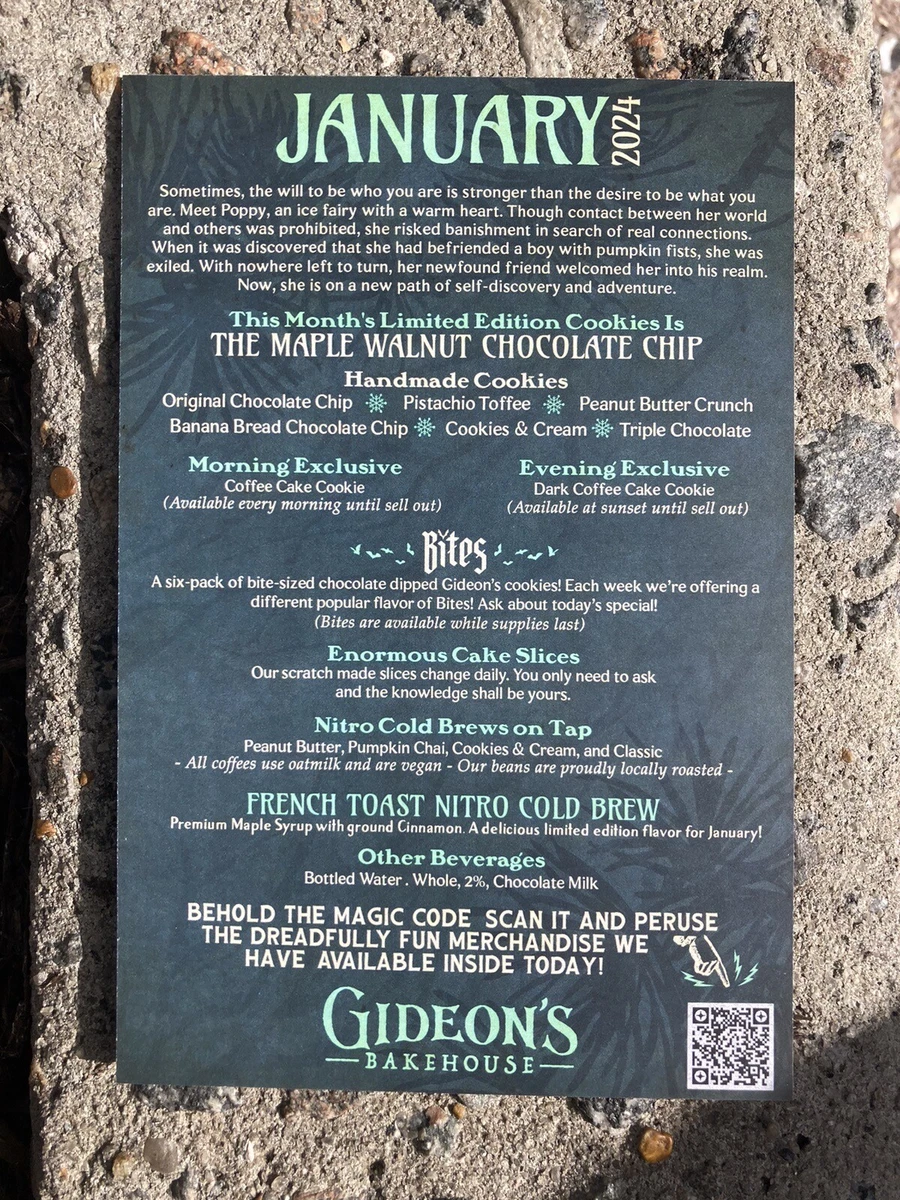 JANUARY 2024
Sometimes, the will to be who you are is stronger than the desire to be what you
are. Meet Poppy, an ice fairy with a warm heart. Though contact between her world
and others was prohibited, she risked banishment in search of real connections.
When it was discovered that she had befriended a boy with pumpkin fists, she was
exiled. With nowhere left to turn, her newfound friend welcomed her into his realm.
Now, she is on a new path of self-discovery and adventure.
This Month's Limited Edition Cookies Is
THE MAPLE WALNUT CHOCOLATE CHIP
Handmade Cookies
Original Chocolate Chip Pistachio Toffee Peanut Butter Crunch
Banana Bread Chocolate Chip Cookies & Cream Triple Chocolate
Morning Exclusive
Coffee Cake Cookie
(Available every morning until sell out)
Evening Exclusive
Dark Coffee Cake Cookie
(Available at sunset until sell out)
Bites
A six-pack of bite-sized chocolate dipped Gideon's cookies! Each week we're offering a
different popular flavor of Bites! Ask about today's special!
(Bites are available while supplies last)
Enormous Cake Slices
Our scratch made slices change daily. You only need to ask
and the knowledge shall be yours.
Nitro Cold Brews on Tap
Peanut Butter, Pumpkin Chai, Cookies & Cream, and Classic
- All coffees use oatmilk and are vegan - Our beans are proudly locally roasted -
FRENCH TOAST NITRO COLD BREW
Premium Maple Syrup with ground Cinnamon. A delicious limited edition flavor for January!
Other Beverages
Bottled Water . Whole, 2%, Chocolate Milk
BEHOLD THE MAGIC CODE SCAN IT AND PERUSE
THE DREADFULLY FUN MERCHANDISE WE
HAVE AVAILABLE INSIDE TODAY!
GIDEON'S
BAKEHOUSE